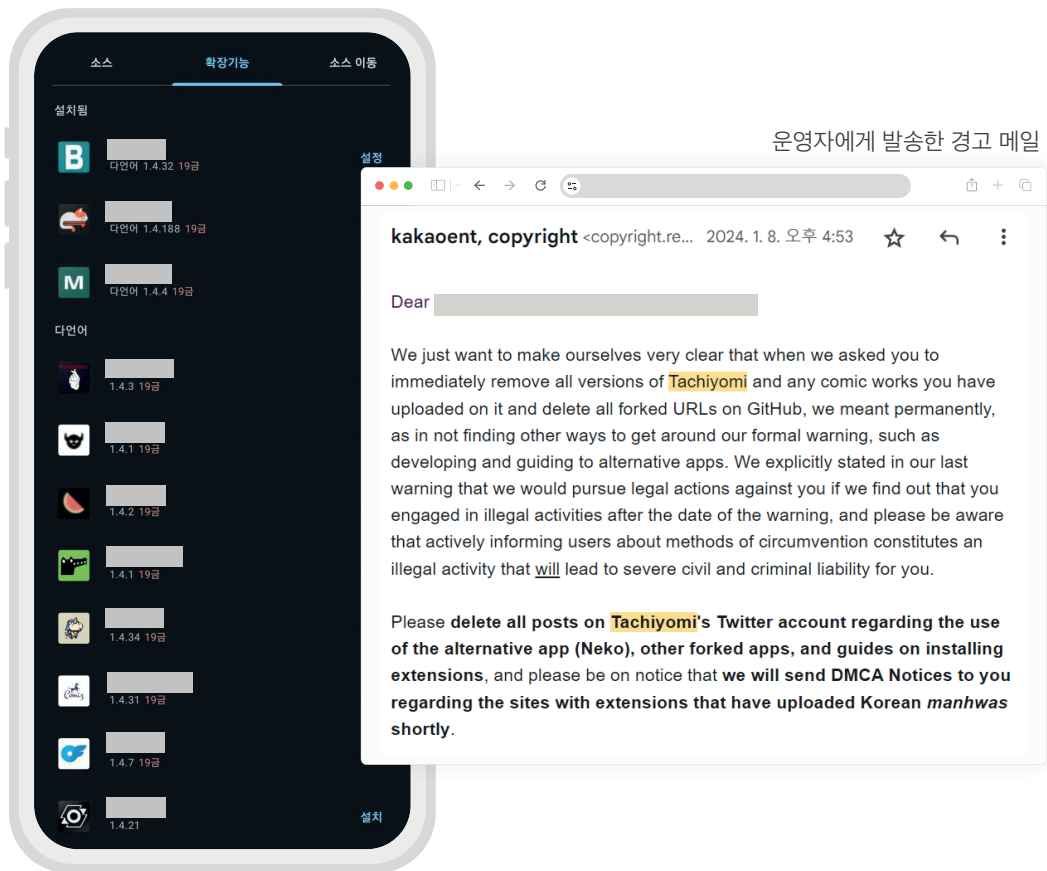 소스
확장기능
소스 이동
설치됨
B
다언어 1.4.32 19금
설정
다언어 1.4.188 19금
M
다언어 1.4.4 19금
다언어
1.4.3 19금
1.4.1 19금
1.4.2 19금
1.4.1 19금
1.4.34 19금
1.4.31 19금
1.4.7 19금
1.4.21
설치
운영자에게 발송한 경고 메일
kakaoent, copyright <copyright.re... 2024. 1. 8. 오후 4:53
Dear
We just want to make ourselves very clear that when we asked you to
immediately remove all versions of Tachiyomi and any comic works you have
uploaded on it and delete all forked URLs on GitHub, we meant permanently,
as in not finding other ways to get around our formal warning, such as
developing and guiding to alternative apps. We explicitly stated in our last
warning that we would pursue legal actions against you if we find out that you
engaged in illegal activities after the date of the warning, and please be aware
that actively informing users about methods of circumvention constitutes an
illegal activity that will lead to severe civil and criminal liability for you.
Please delete all posts on Tachiyomi's Twitter account regarding the use
of the alternative app (Neko), other forked apps, and guides on installing
extensions, and please be on notice that we will send DMCA Notices to you
regarding the sites with extensions that have uploaded Korean manhwas
shortly.